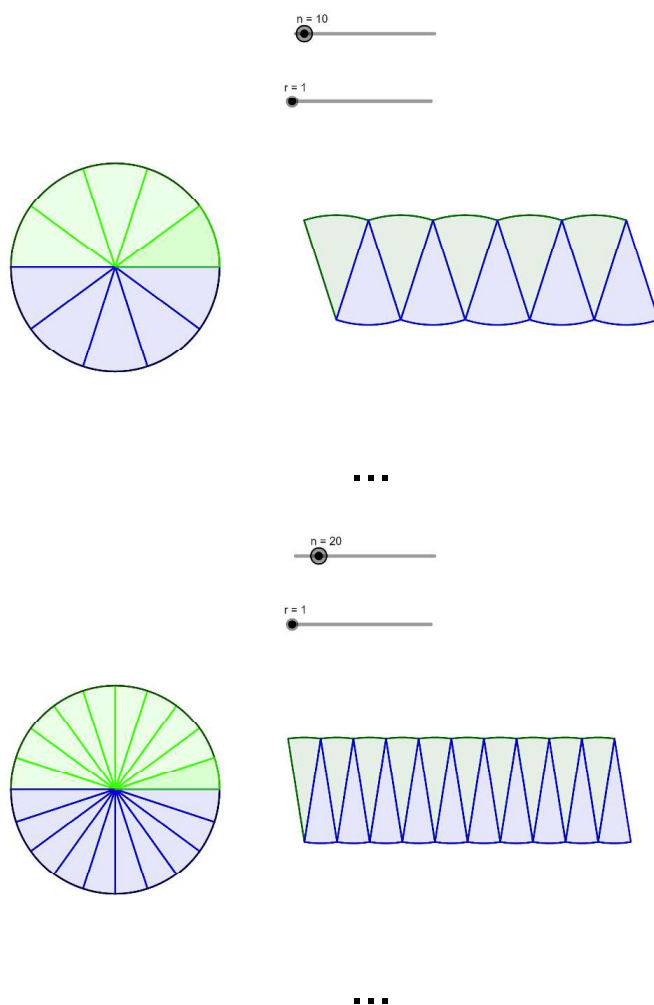 n = 10
r = 1
...
n = 20
r = 1
...